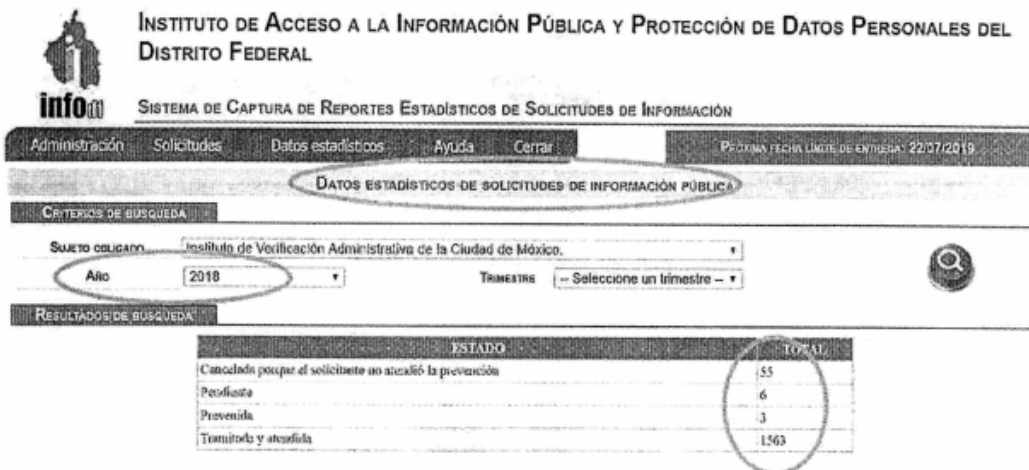 INSTITUTO DE ACCESO A LA INFORMACIÓN PÚBLICA Y PROTECCIÓN DE DATOS PERSONALES DEL
DISTRITO FEDERAL
info df
SISTEMA DE CAPTURA DE REPORTES ESTADÍSTICOS DE SOLICITUDES DE INFORMACIÓN
Administración Solicitudes Datos estadísticos Ayuda Cerrar PRÓXIMA FECHA LÍMITE DE ENTREGA: 22/07/2019
DATOS ESTADÍSTICOS DE SOLICITUDES DE INFORMACIÓN PÚBLICA
CRITERIOS DE BUSQUEDA
SUJETO OBLIGADO Instituto de Verificación Administrativa de la Ciudad de México.
AÑO 2018 TRIMESTRE -- Seleccione un trimestre --
RESULTADOS DE BUSQUEDA
ESTADO TOTAL
Cancelada porque el solicitante no atendió la prevención 55
Pendiente 6
Prevenida 3
Tramitada y atendida 1563